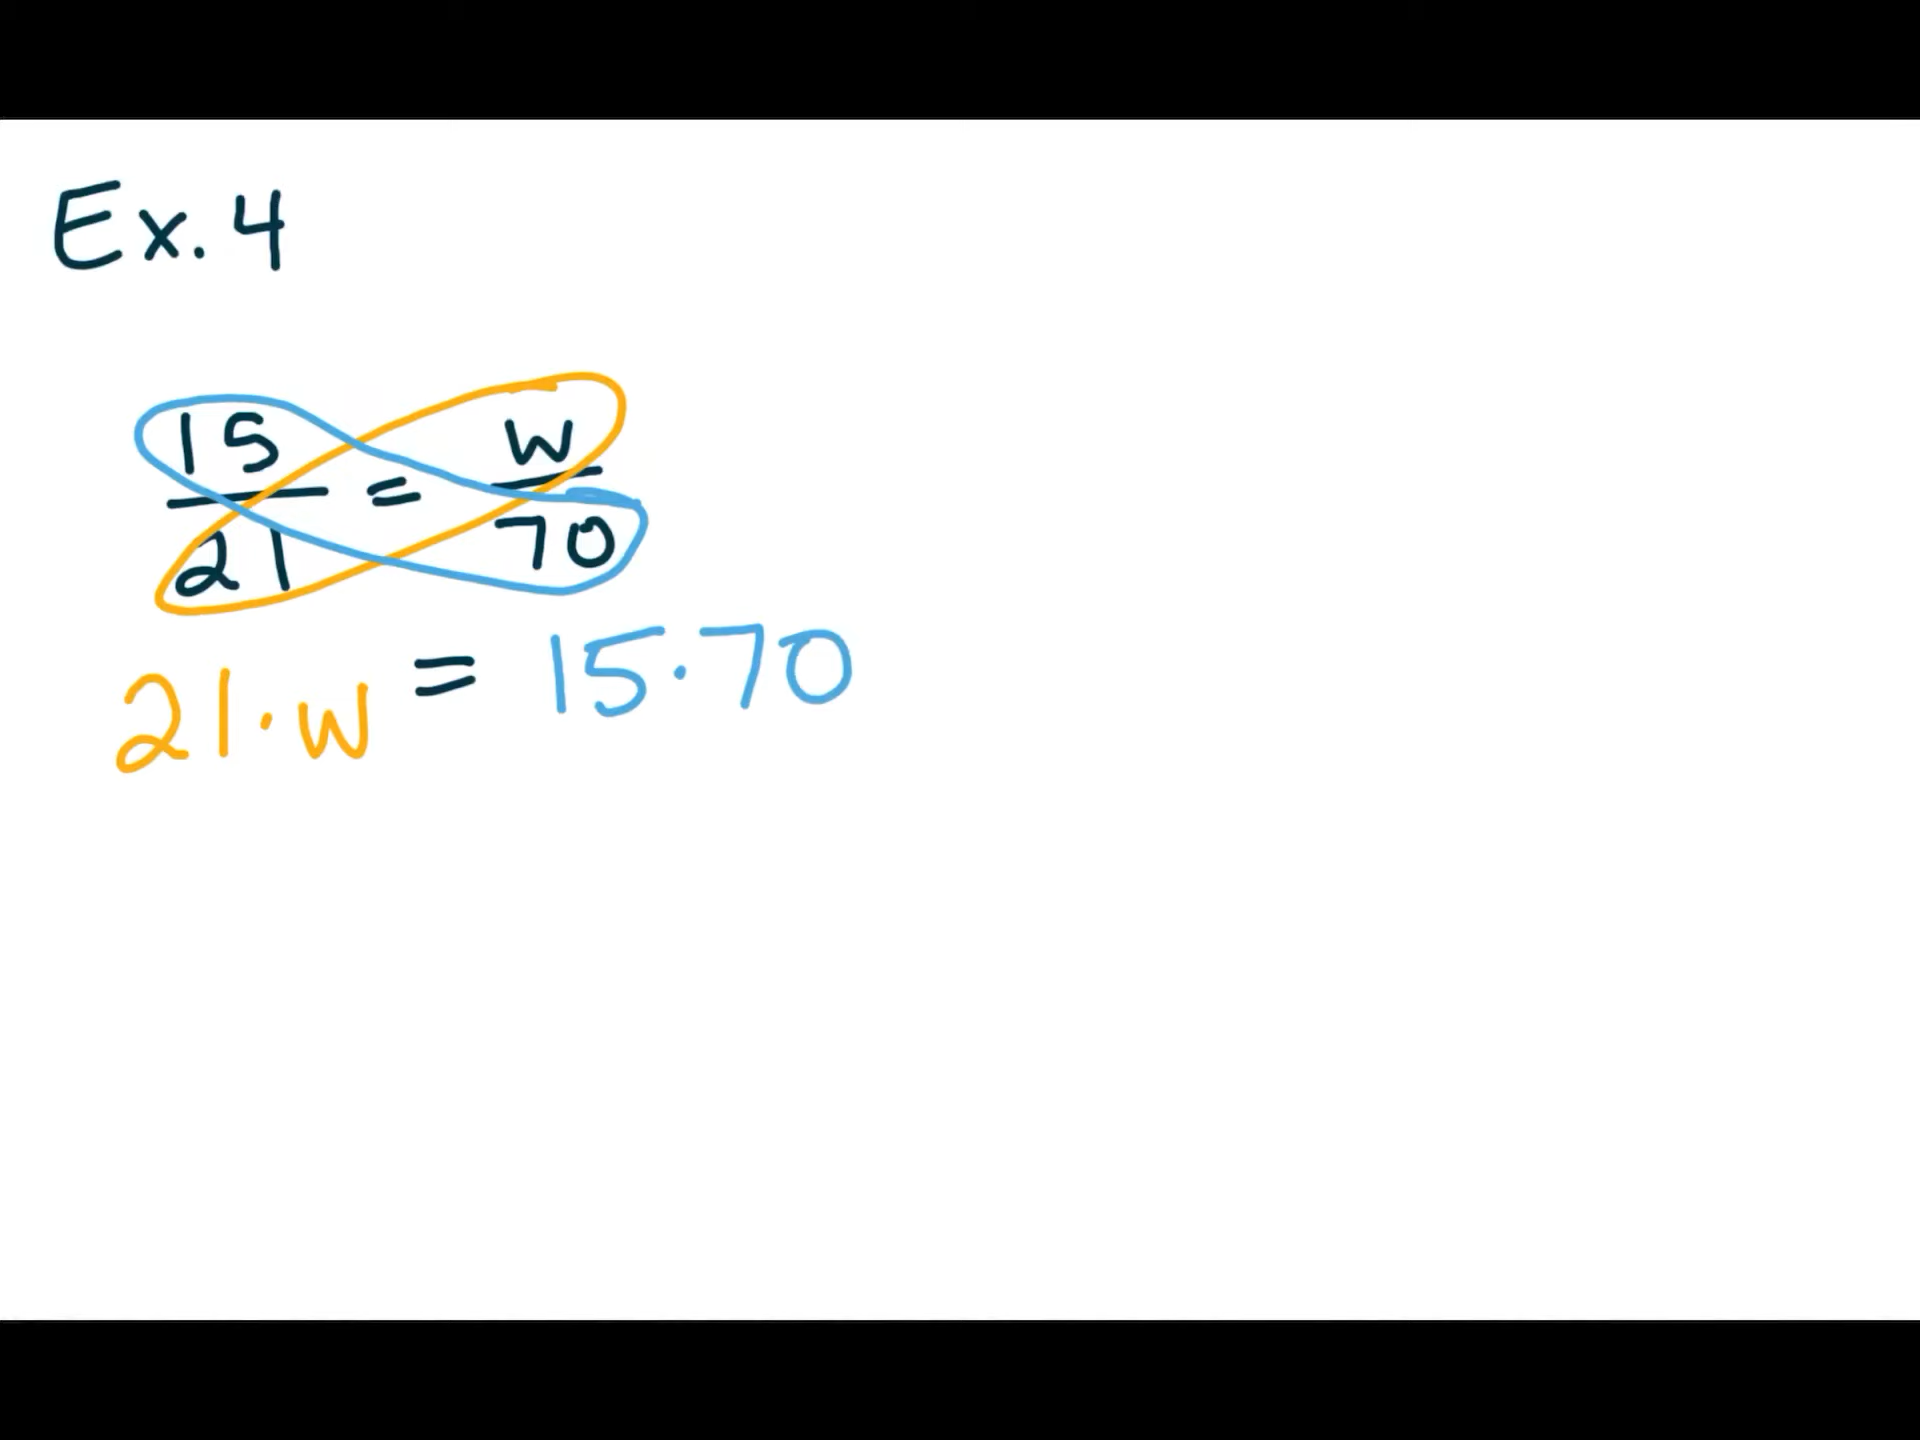 Ex. 4
15/21 = w/70
21·w = 15·70